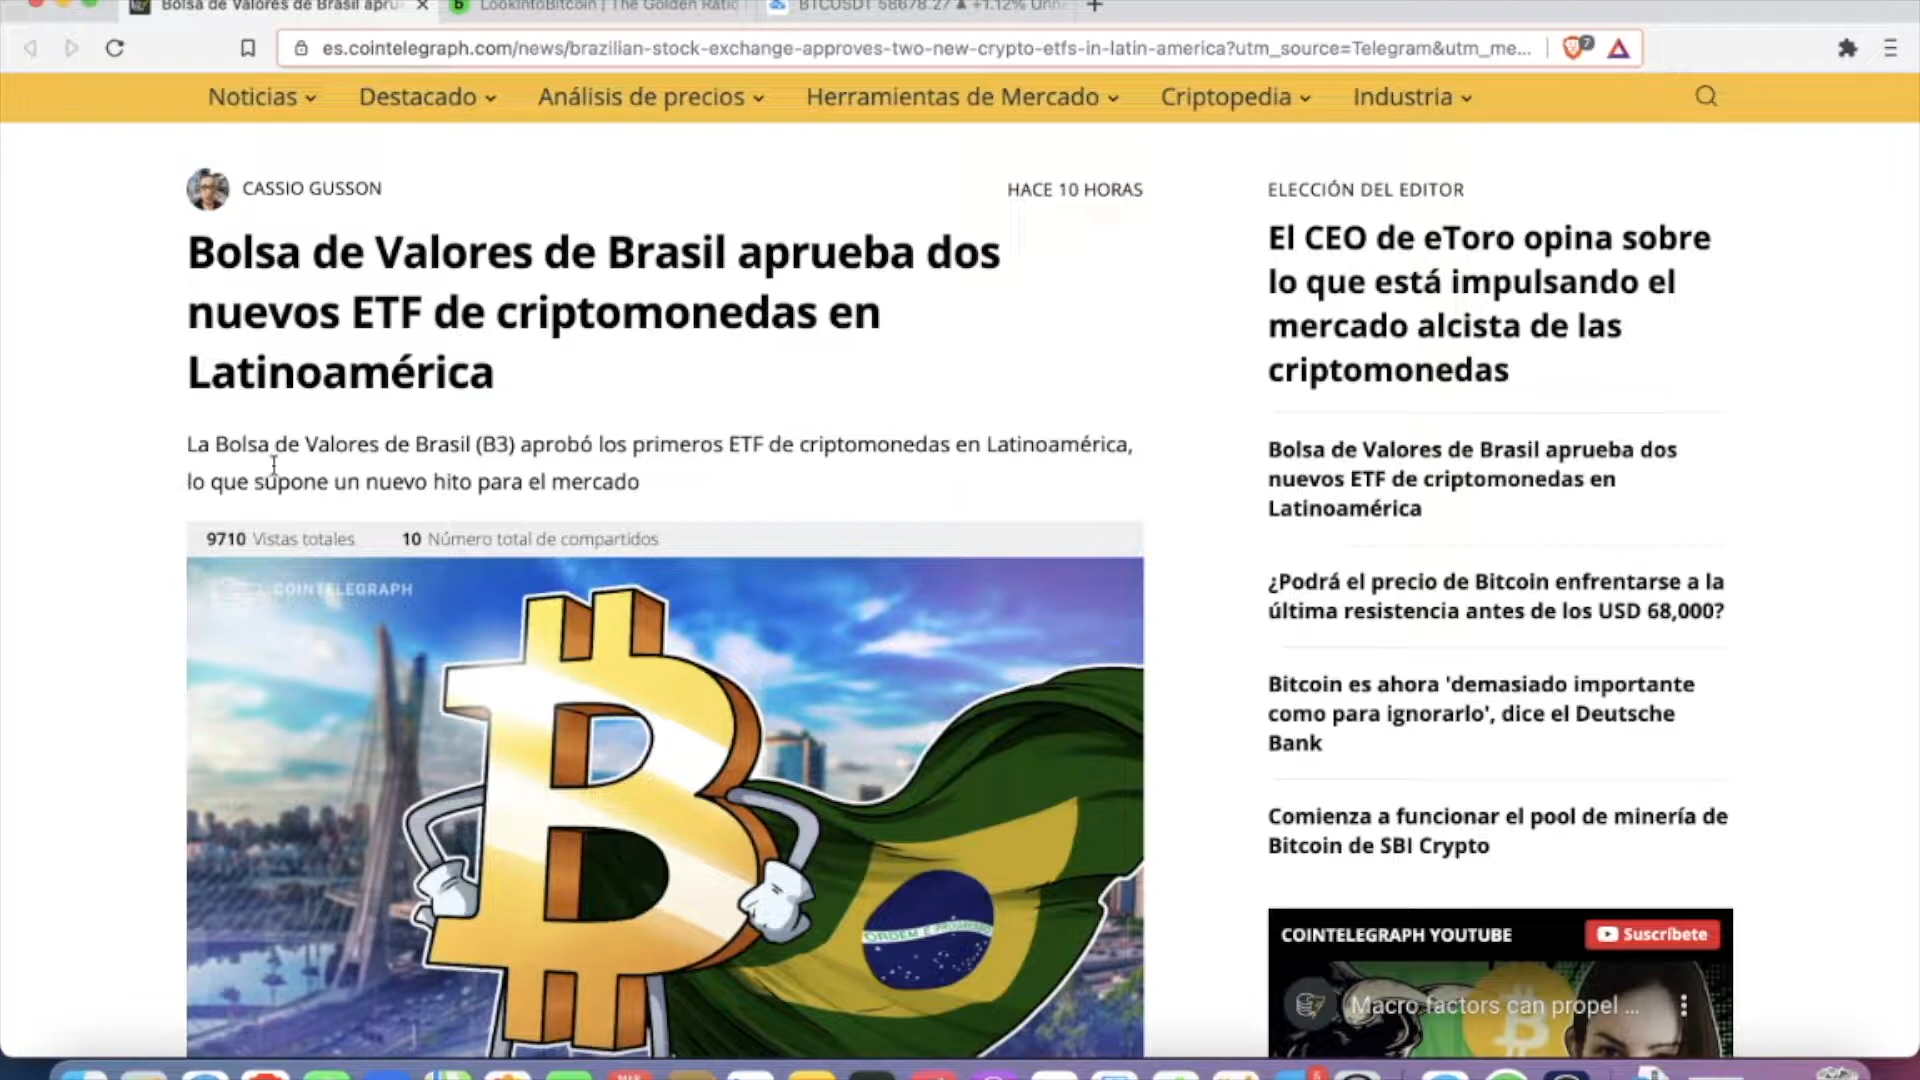 Bolsa de Valores de Brasil apru
LookIntoBitcoin | The Golden Ratio
BTCUSDT 58678.27 ▲ +1.12% Unn
es.cointelegraph.com/news/brazilian-stock-exchange-approves-two-new-crypto-etfs-in-latin-america?utm_source=Telegram&utm_me...
7
Noticias Destacado Análisis de precios Herramientas de Mercado Criptopedia Industria
CASSIO GUSSON
HACE 10 HORAS
Bolsa de Valores de Brasil aprueba dos
nuevos ETF de criptomonedas en
Latinoamérica
La Bolsa de Valores de Brasil (B3) aprobó los primeros ETF de criptomonedas en Latinoamérica,
lo que supone un nuevo hito para el mercado
9710 Vistas totales 10 Número total de compartidos
COINTELEGRAPH
ORDEM E PROGRESSO
ELECCIÓN DEL EDITOR
El CEO de eToro opina sobre
lo que está impulsando el
mercado alcista de las
criptomonedas
Bolsa de Valores de Brasil aprueba dos
nuevos ETF de criptomonedas en
Latinoamérica
¿Podrá el precio de Bitcoin enfrentarse a la
última resistencia antes de los USD 68,000?
Bitcoin es ahora 'demasiado importante
como para ignorarlo', dice el Deutsche
Bank
Comienza a funcionar el pool de minería de
Bitcoin de SBI Crypto
COINTELEGRAPH YOUTUBE
Suscríbete
Macro factors can propel ...
MAR
5